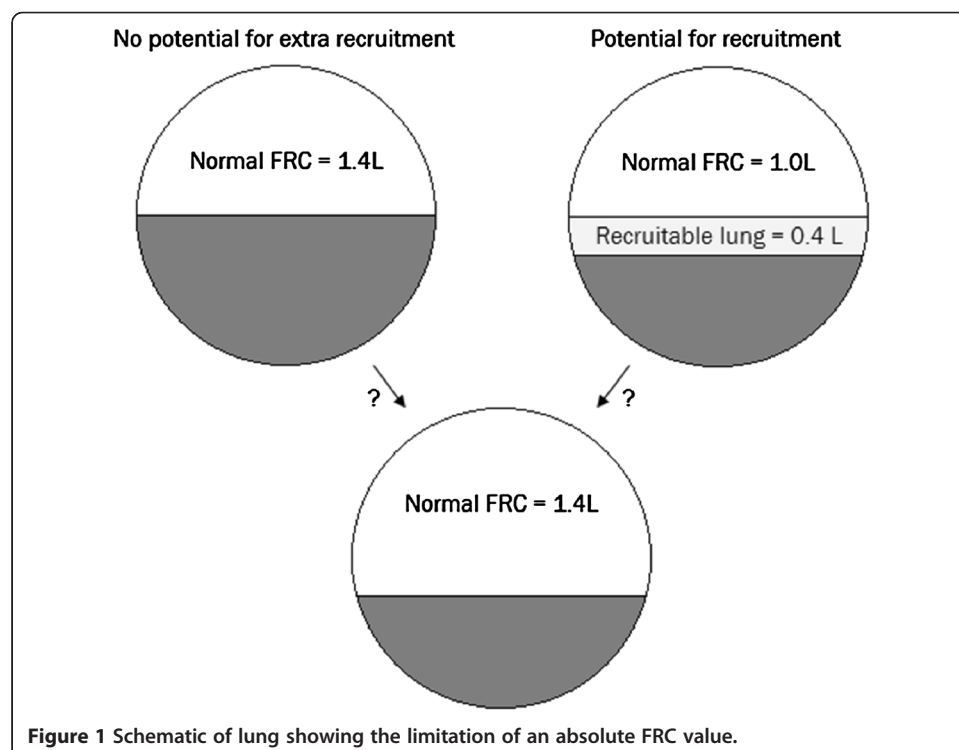 No potential for extra recruitment
Potential for recruitment
Normal FRC = 1.4L
Normal FRC = 1.0L
Recruitable lung = 0.4 L
?
?
Normal FRC = 1.4L
Figure 1 Schematic of lung showing the limitation of an absolute FRC value.